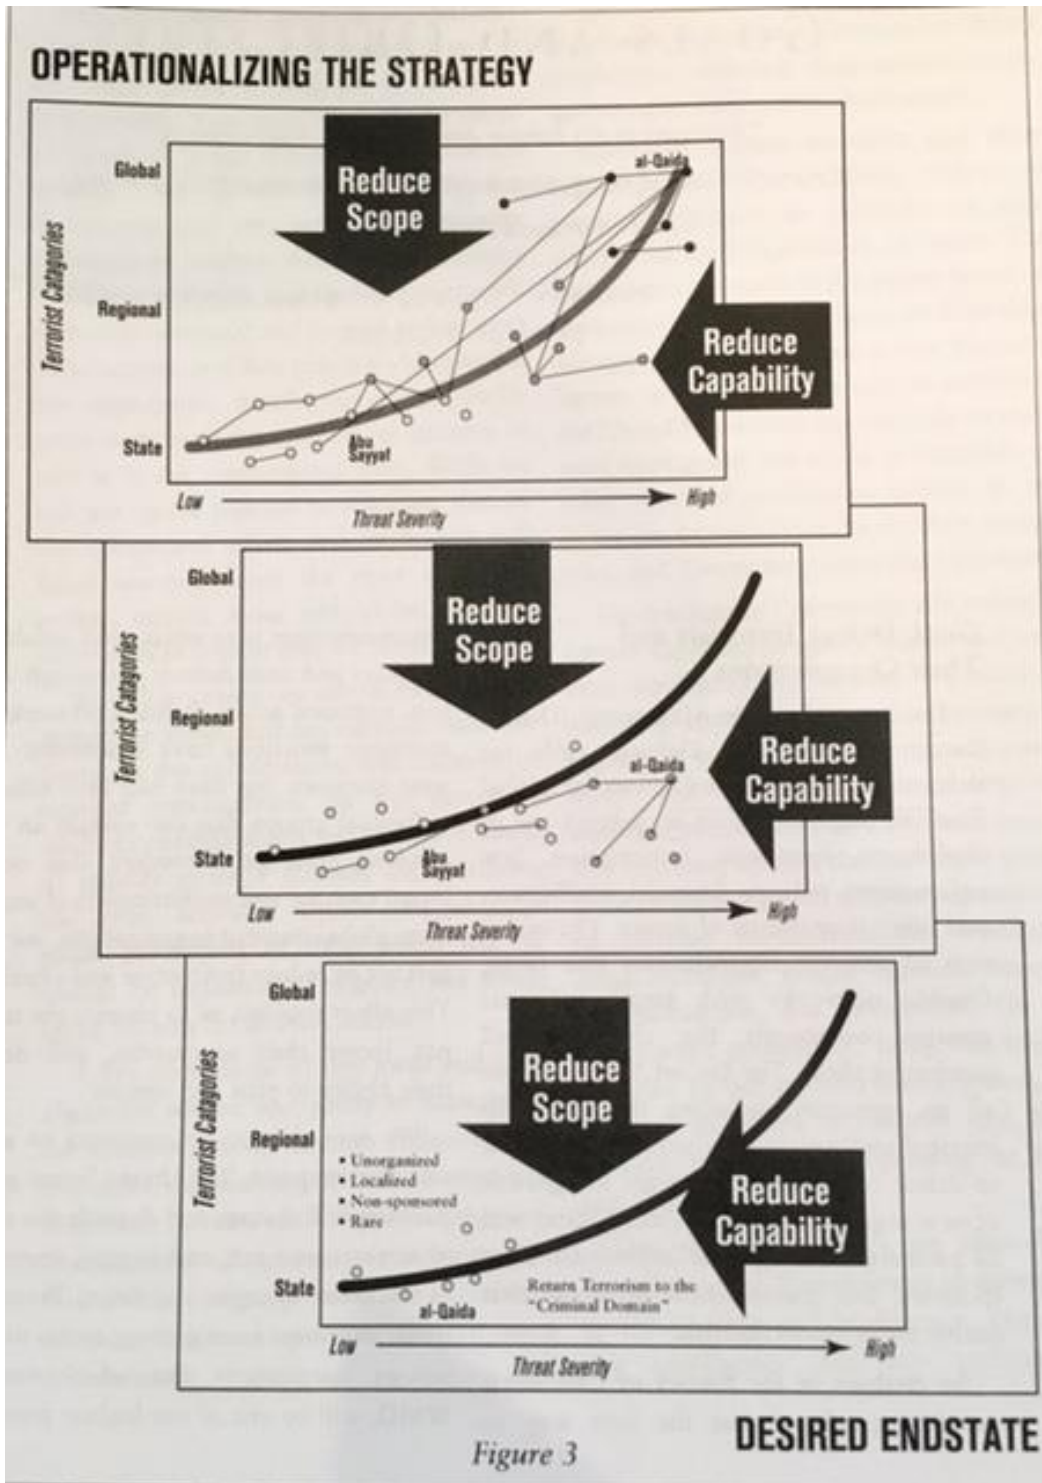 OPERATIONALIZING THE STRATEGY
Reduce
Scope
al-Qaida
Global
Terrorist Catagories
Regional
Reduce
Capability
State
Abu
Sayyaf
Low
High
Threat Severity
Global
Reduce
Scope
Terrorist Catagories
Regional
al-Qaida
Reduce
Capability
State
Abu
Sayyaf
Low
High
Threat Severity
Global
Reduce
Scope
Terrorist Catagories
Regional
• Unorganized
• Localized
• Non-sponsored
• Rare
Reduce
Capability
State
al-Qaida
Return Terrorism to the
"Criminal Domain"
Low
High
Threat Severity
DESIRED ENDSTATE
Figure 3